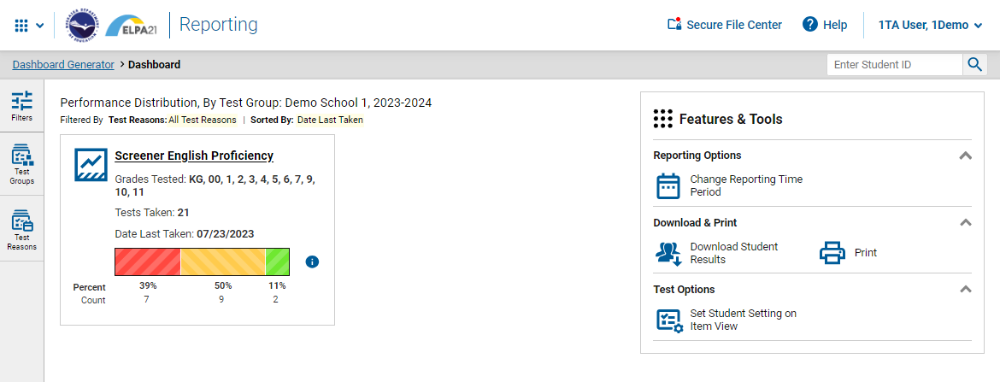 NEBRASKA DEPARTMENT OF EDUCATION
ELPA21
Reporting
Secure File Center
Help
1TA User, 1Demo
Dashboard Generator > Dashboard
Enter Student ID
Filters
Test
Groups
Test
Reasons
Performance Distribution, By Test Group: Demo School 1, 2023-2024
Filtered By Test Reasons: All Test Reasons | Sorted By: Date Last Taken
Screener English Proficiency
Grades Tested: KG, 00, 1, 2, 3, 4, 5, 6, 7, 9,
10, 11
Tests Taken: 21
Date Last Taken: 07/23/2023
Percent 39% 50% 11%
Count 7 9 2
Features & Tools
Reporting Options
Change Reporting Time
Period
Download & Print
Download Student
Results
Print
Test Options
Set Student Setting on
Item View